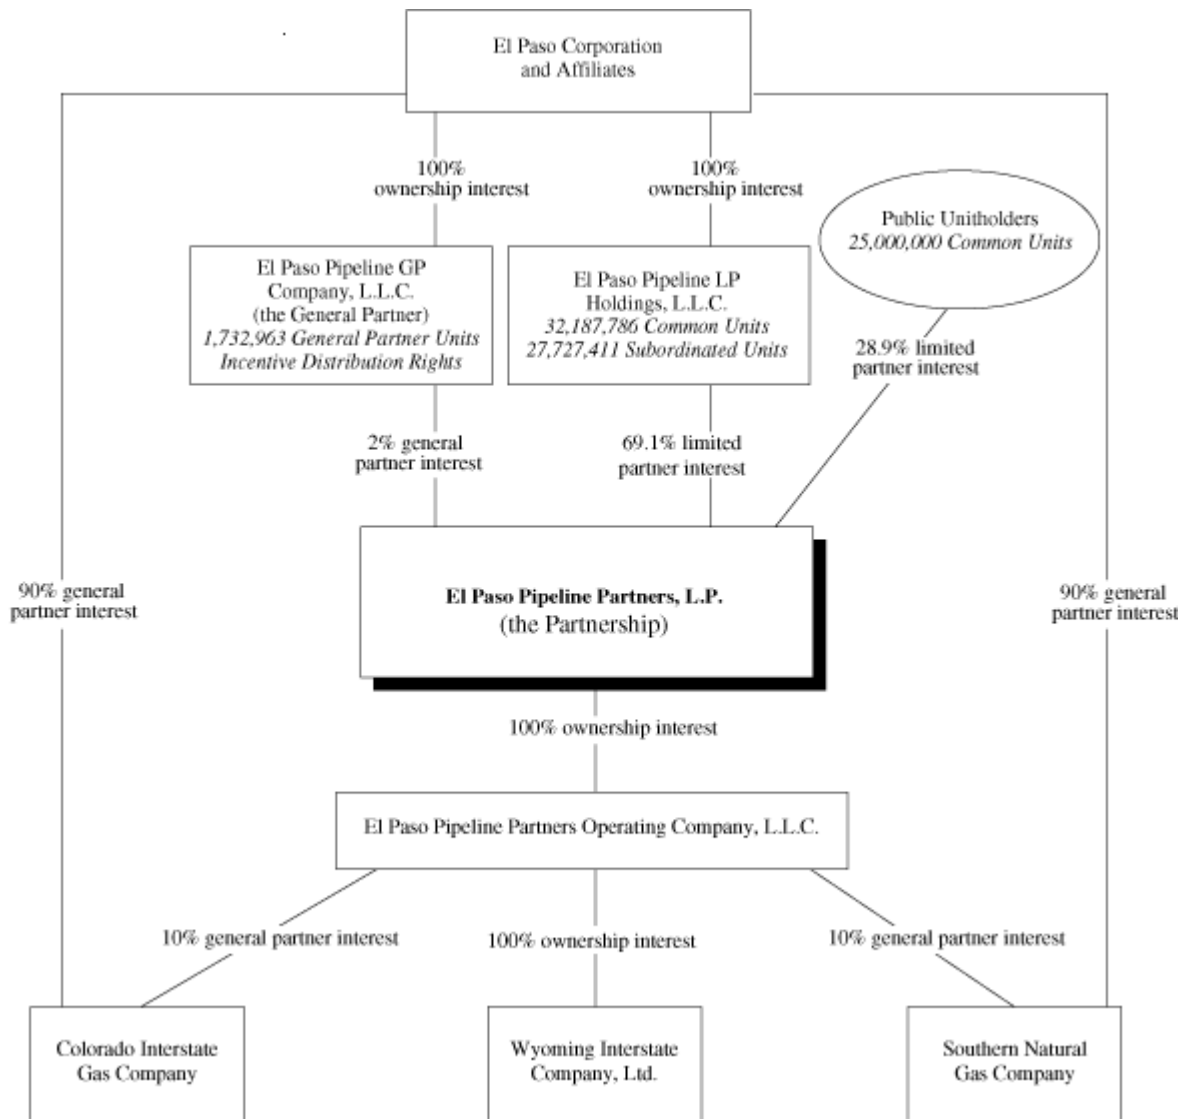 El Paso Corporation
and Affiliates
100%
ownership interest
100%
ownership interest
Public Unitholders
25,000,000 Common Units
El Paso Pipeline GP
Company, L.L.C.
(the General Partner)
1,732,963 General Partner Units
Incentive Distribution Rights
El Paso Pipeline LP
Holdings, L.L.C.
32,187,786 Common Units
27,727,411 Subordinated Units
28.9% limited
partner interest
2% general
partner interest
69.1% limited
partner interest
90% general
partner interest
El Paso Pipeline Partners, L.P.
(the Partnership)
90% general
partner interest
100% ownership interest
El Paso Pipeline Partners Operating Company, L.L.C.
10% general partner interest
100% ownership interest
10% general partner interest
Colorado Interstate
Gas Company
Wyoming Interstate
Company, Ltd.
Southern Natural
Gas Company